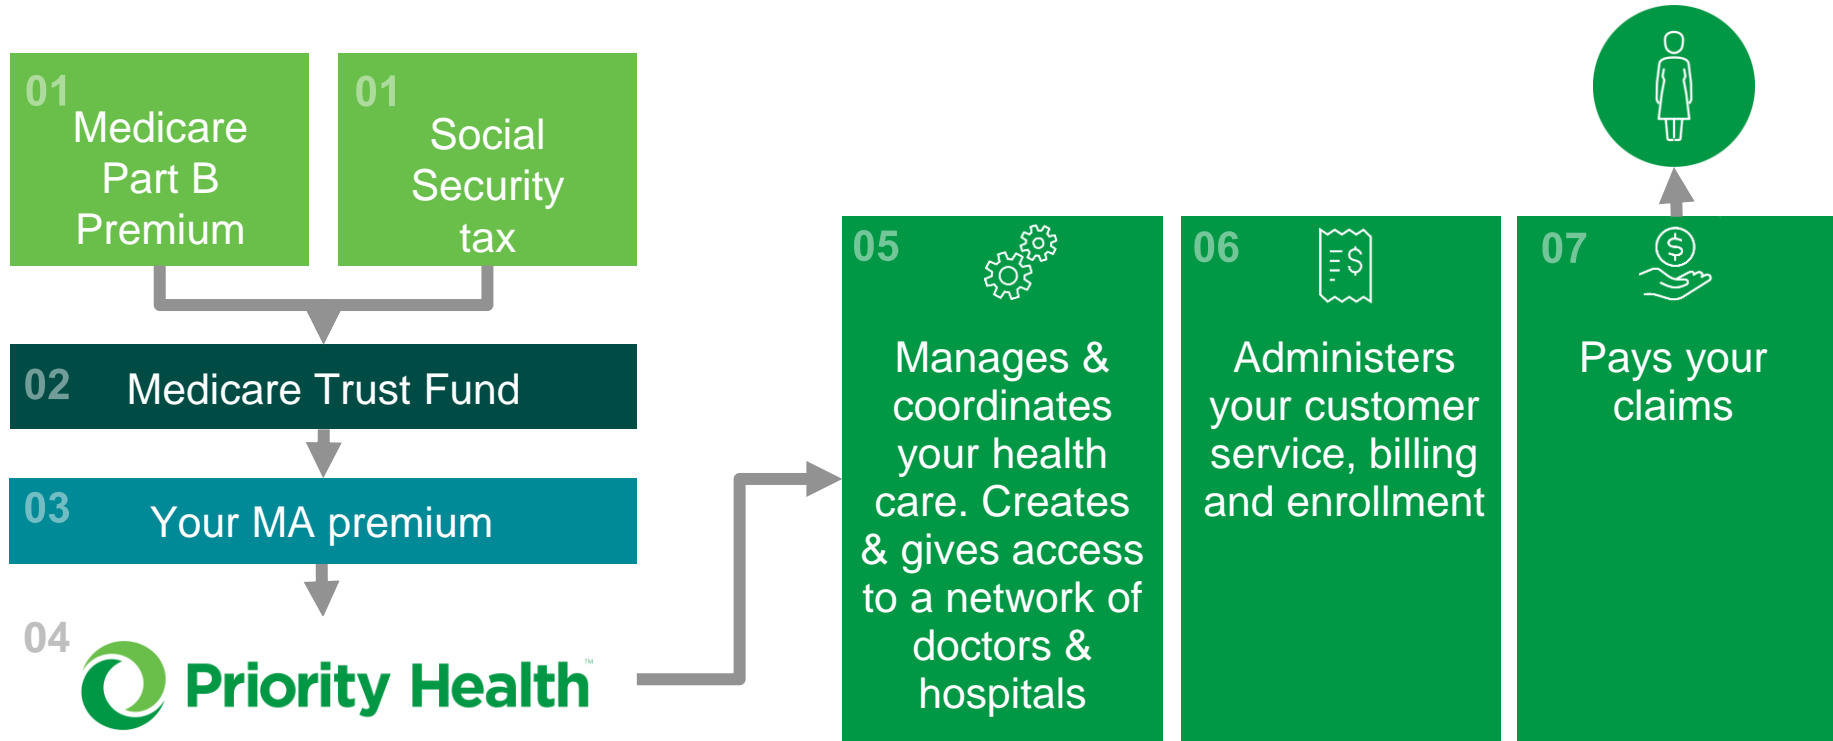 01
Medicare
Part B
Premium
01
Social
Security
tax
02
Medicare Trust Fund
03
Your MA premium
04
Priority Health™
05
Manages &
coordinates
your health
care. Creates
& gives access
to a network of
doctors &
hospitals
06
$
Administers
your customer
service, billing
and enrollment
07
$
Pays your
claims